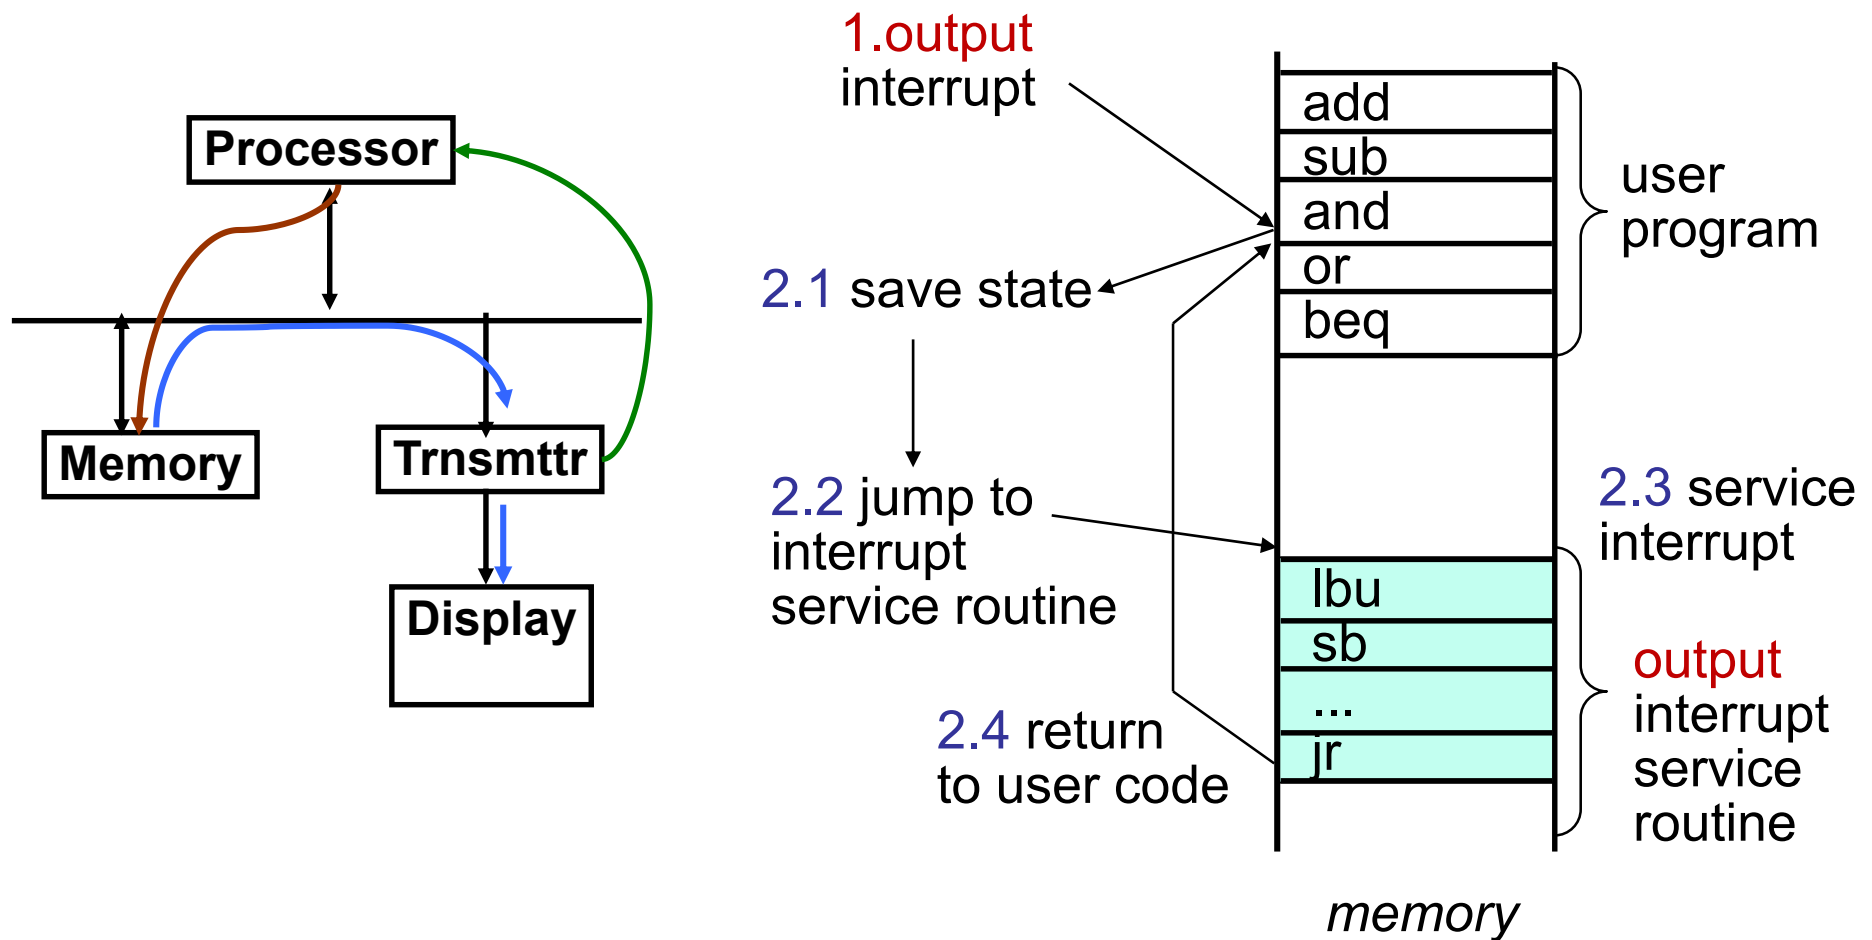 Processor
Memory
Trnsmttr
Display
1.output
interrupt
2.1 save state
2.2 jump to
interrupt
service routine
2.4 return
to user code
add
sub
and
or
beq
lbu
sb
...
jr
memory
user
program
2.3 service
interrupt
output
interrupt
service
routine